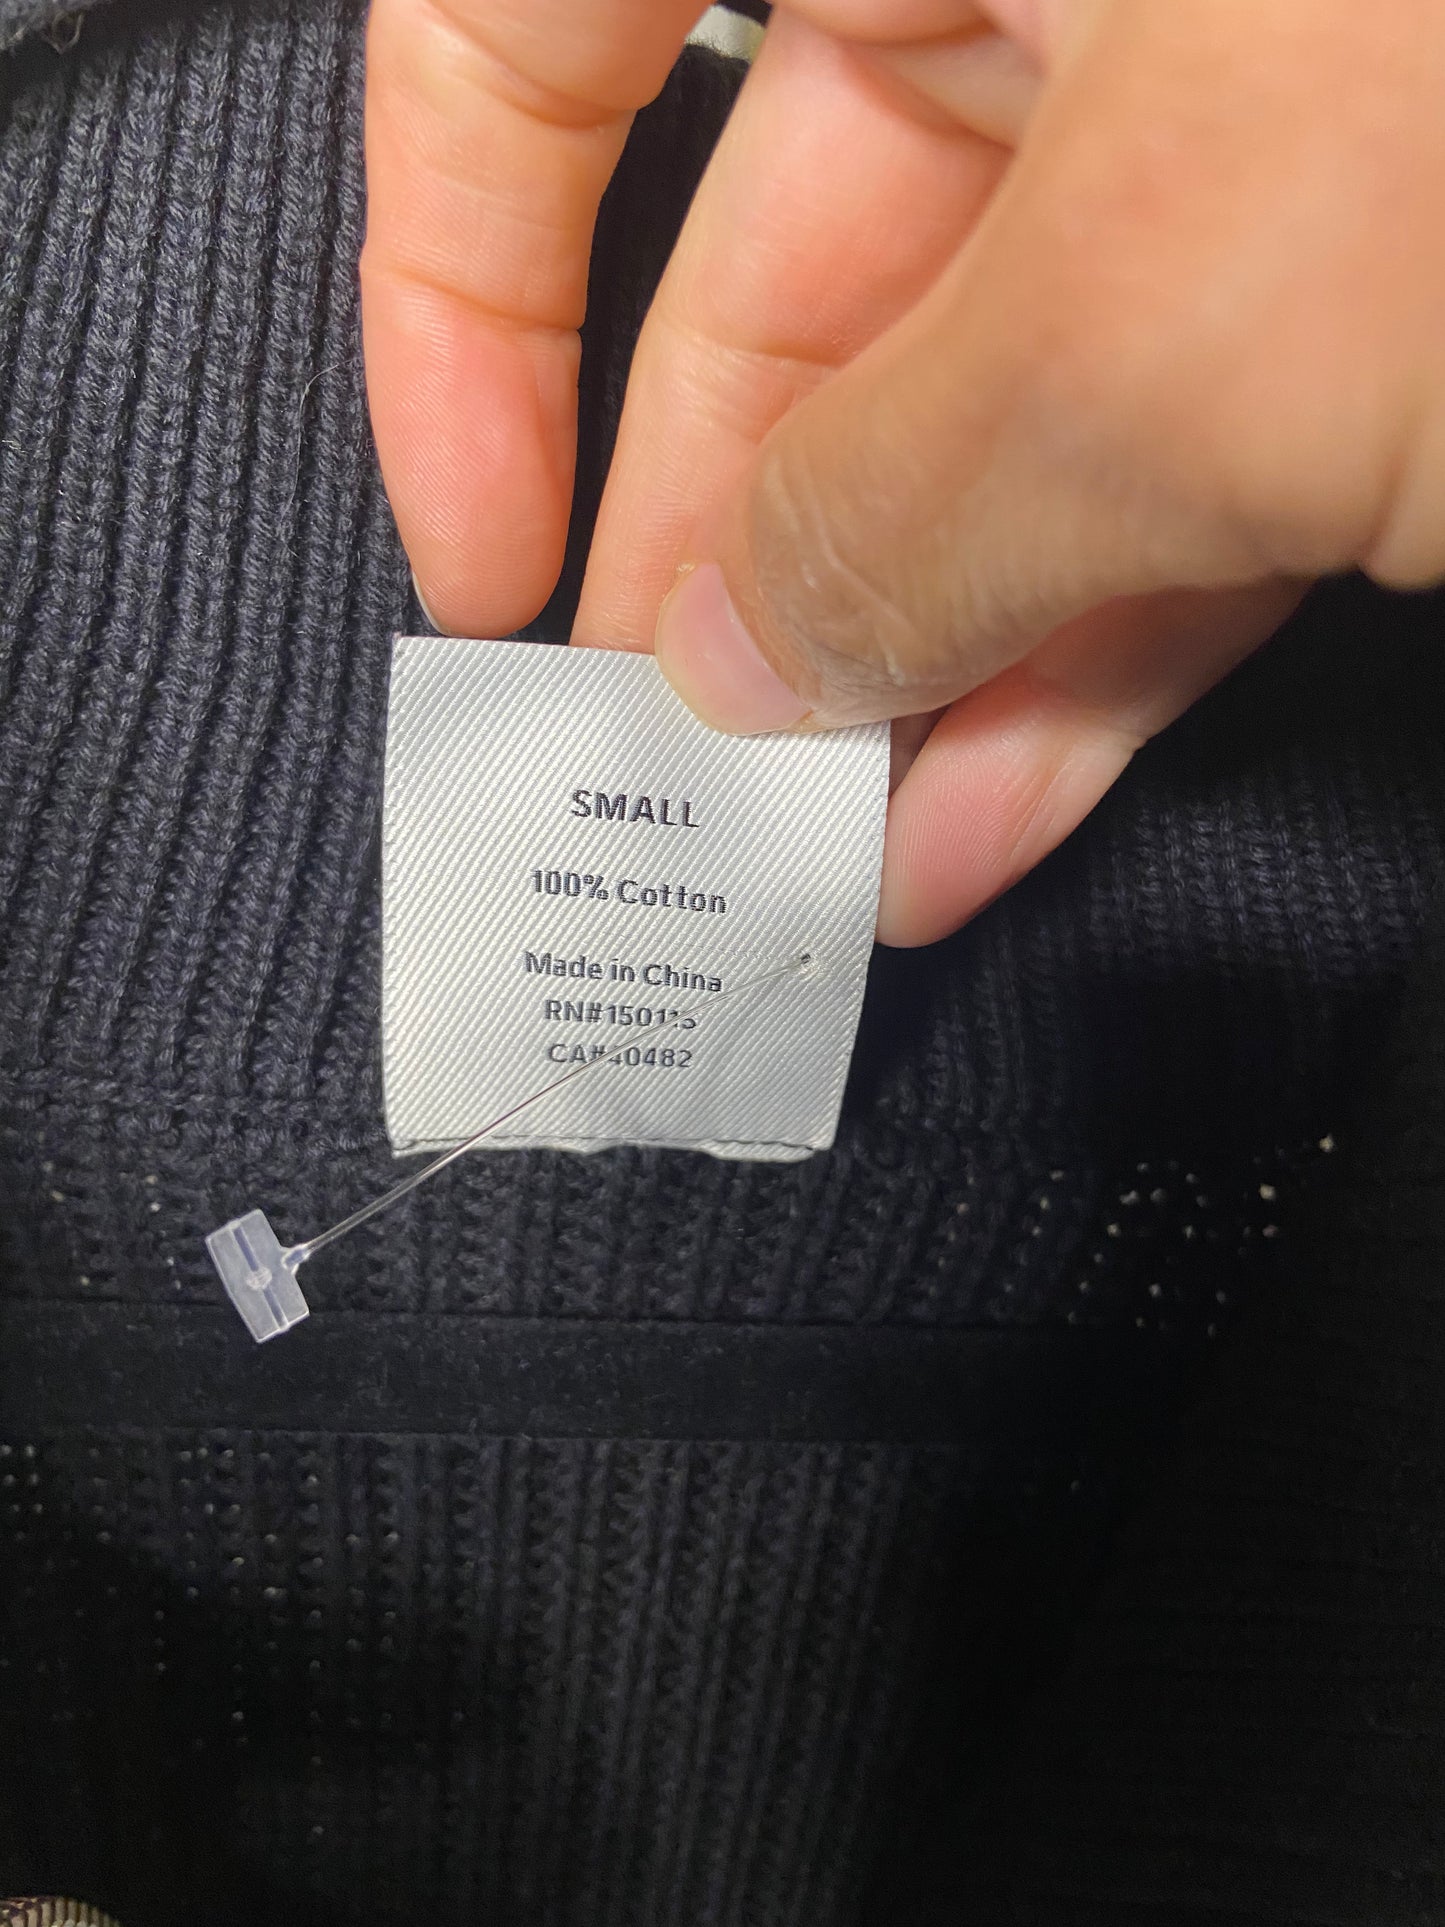 SMALL
100% Cotton
Made in China
CA#40482